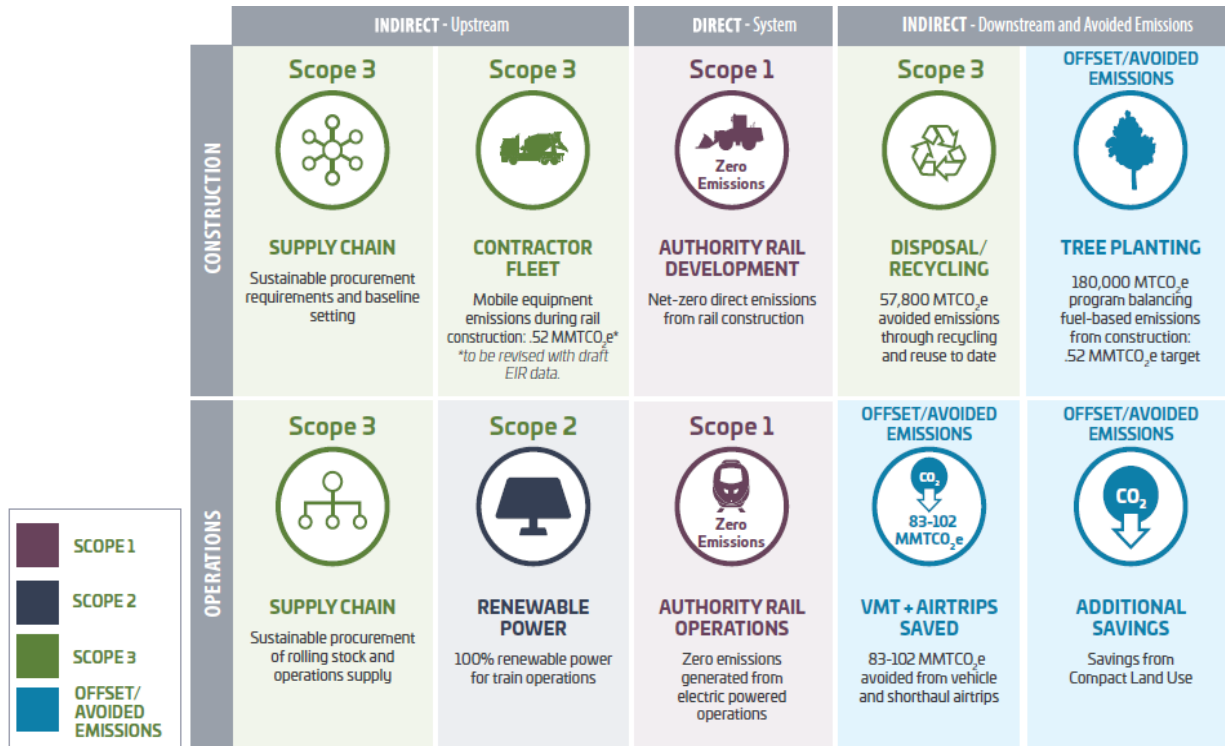 INDIRECT - Upstream
DIRECT - System
INDIRECT - Downstream and Avoided Emissions
CONSTRUCTION
Scope 3
SUPPLY CHAIN
Sustainable procurement
requirements and baseline
setting
Scope 3
CONTRACTOR
FLEET
Mobile equipment
emissions during rail
construction: .52 MMTCO₂e*
*to be revised with draft
EIR data.
Scope 1
Zero
Emissions
AUTHORITY RAIL
DEVELOPMENT
Net-zero direct emissions
from rail construction
Scope 3
DISPOSAL/
RECYCLING
57,800 MTCO₂e
avoided emissions
through recycling
and reuse to date
OFFSET/AVOIDED
EMISSIONS
TREE PLANTING
180,000 MTCO₂e
program balancing
fuel-based emissions
from construction:
.52 MMTCO₂e target
OPERATIONS
Scope 3
SUPPLY CHAIN
Sustainable procurement
of rolling stock and
operations supply
Scope 2
RENEWABLE
POWER
100% renewable power
for train operations
Scope 1
Zero
Emissions
AUTHORITY RAIL
OPERATIONS
Zero emissions
generated from
electric powered
operations
OFFSET/AVOIDED
EMISSIONS
CO₂
83-102
MMTCO₂e
VMT + AIRTRIPS
SAVED
83-102 MMTCO₂e
avoided from vehicle
and shorthaul airtrips
OFFSET/AVOIDED
EMISSIONS
CO₂
ADDITIONAL
SAVINGS
Savings from
Compact Land Use
SCOPE 1
SCOPE 2
SCOPE 3
OFFSET/
AVOIDED
EMISSIONS